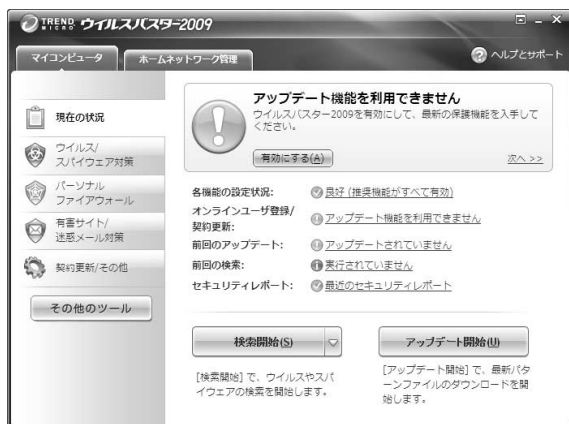 TREND MICRO ウイルスバスター2009
マイコンピュータ
ホームネットワーク管理
ヘルプとサポート
現在の状況
ウイルス/
スパイウェア対策
パーソナル
ファイアウォール
有害サイト/
迷惑メール対策
契約更新/その他
その他のツール
アップデート機能を利用できません
ウイルスバスター2009を有効にして、最新の保護機能を入手して
ください。
有効にする(A)
次へ >>
各機能の設定状況:
良好 (推奨機能がすべて有効)
オンラインユーザ登録/
契約更新:
アップデート機能を利用できません
前回のアップデート:
アップデートされていません
前回の検索:
実行されていません
セキュリティレポート:
最近のセキュリティレポート
検索開始(S)
アップデート開始(U)
[検索開始] で、ウイルスやスパ
イウェアの検索を開始します。
[アップデート開始] で、最新パタ
ーンファイルのダウンロードを開
始します。